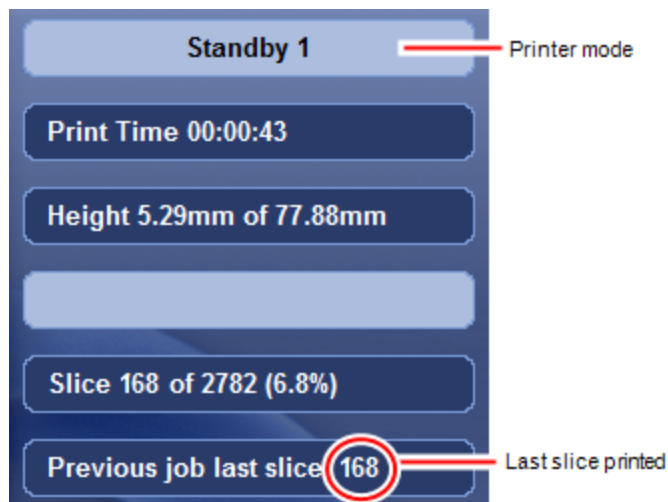 Standby 1
Printer mode
Print Time 00:00:43
Height 5.29mm of 77.88mm
Slice 168 of 2782 (6.8%)
Previous job last slice 168
Last slice printed